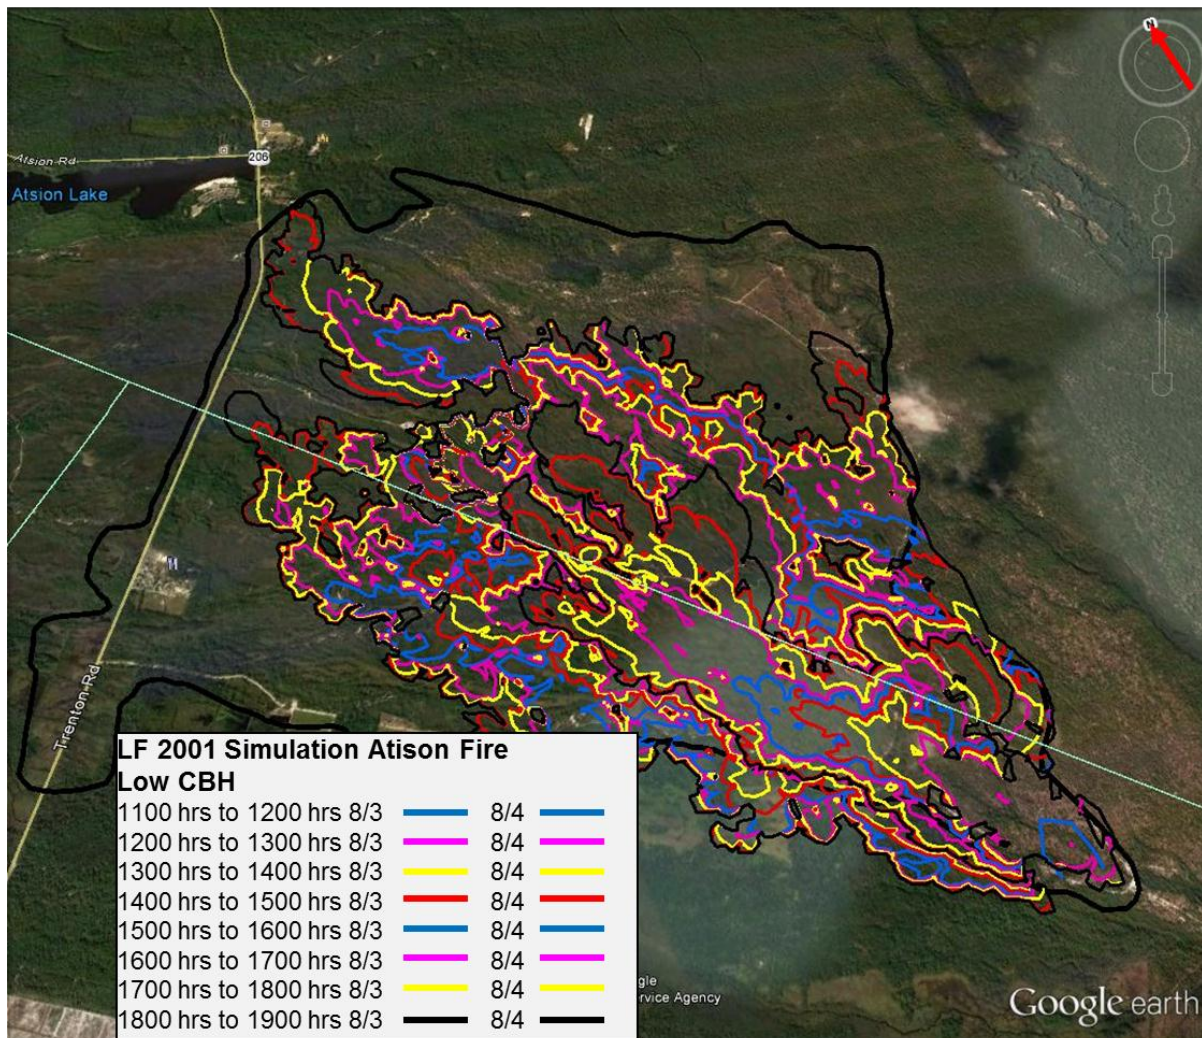 N
Atsion Rd
206
Atsion Lake
Trenton Rd
LF 2001 Simulation Atison Fire
Low CBH
1100 hrs to 1200 hrs 8/3 8/4
1200 hrs to 1300 hrs 8/3 8/4
1300 hrs to 1400 hrs 8/3 8/4
1400 hrs to 1500 hrs 8/3 8/4
1500 hrs to 1600 hrs 8/3 8/4
1600 hrs to 1700 hrs 8/3 8/4
1700 hrs to 1800 hrs 8/3 8/4
1800 hrs to 1900 hrs 8/3 8/4
gle
ervice Agency
Google earth